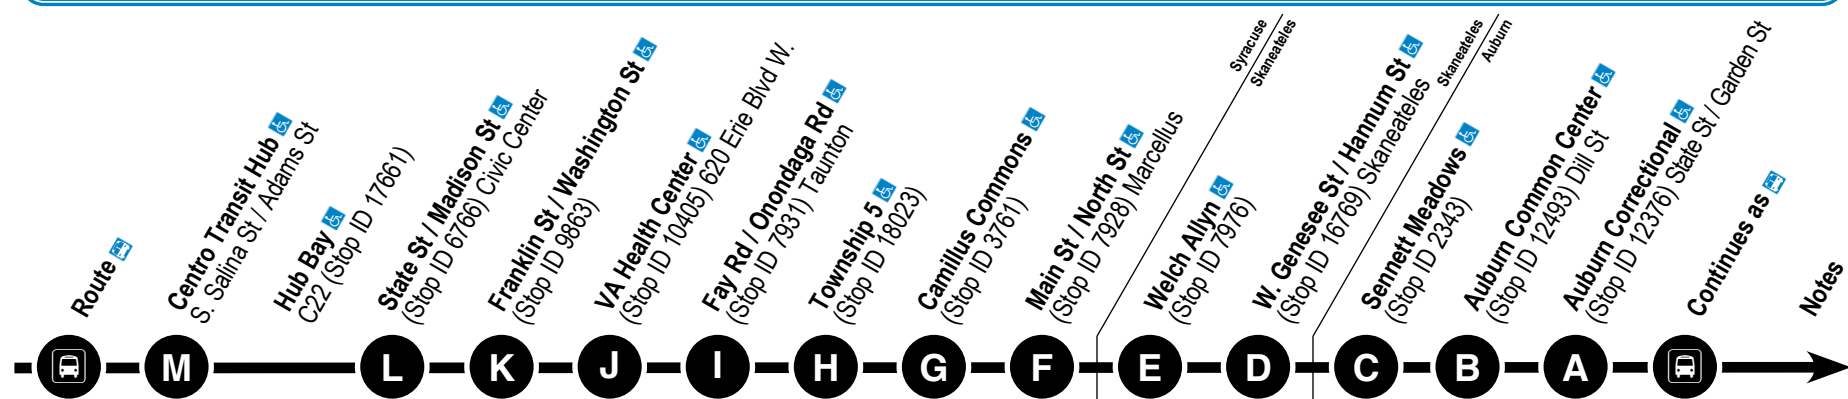 Route
Centro Transit Hub
S. Salina St / Adams St
Hub Bay
C22 (Stop ID 17661)
State St / Madison St
(Stop ID 6766) Civic Center
Franklin St / Washington St
(Stop ID 9863)
VA Health Center
(Stop ID 10405) 620 Erie Blvd W.
Fay Rd / Onondaga Rd
(Stop ID 7931) Taunton
Township 5
(Stop ID 18023)
Camillus Commons
(Stop ID 3761)
Main St / North St
(Stop ID 7928) Marcellus
Syracuse
Skaneateles
Welch Allyn
(Stop ID 7976)
W. Genesee St / Hannum St
(Stop ID 16769) Skaneateles
Skaneateles
Auburn
Sennett Meadows
(Stop ID 2343)
Auburn Common Center
(Stop ID 12493) Dill St
Auburn Correctional
(Stop ID 12376) State St / Garden St
Continues as
Notes
M L K J I H G F E D C B A